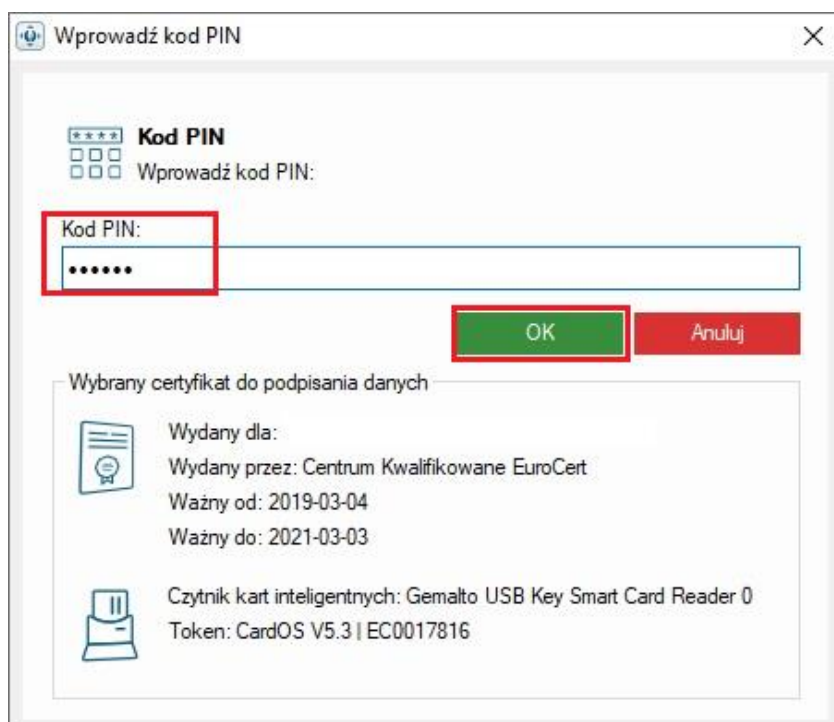 Wprowadź kod PIN
****
Kod PIN
Wprowadź kod PIN:
Kod PIN:
••••••
OK
Anuluj
Wybrany certyfikat do podpisania danych
Wydany dla:
Wydany przez: Centrum Kwalifikowane EuroCert
Ważny od: 2019-03-04
Ważny do: 2021-03-03
Czytnik kart inteligentnych: Gemalto USB Key Smart Card Reader 0
Token: CardOS V5.3 | EC0017816